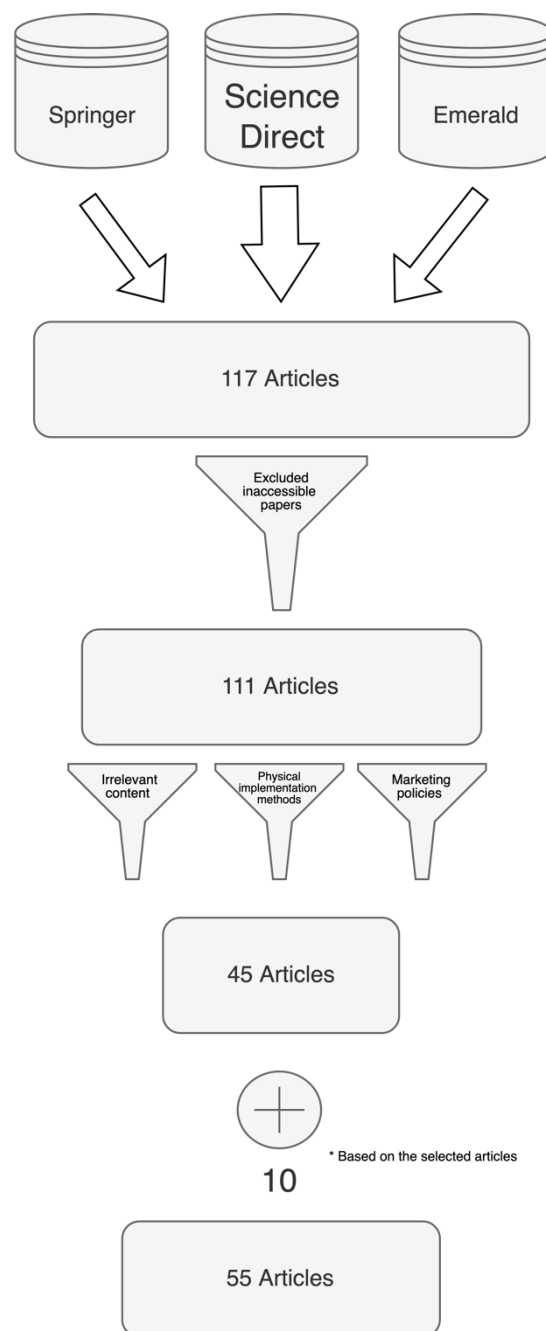 Springer
Science
Direct
Emerald
117 Articles
Excluded
inaccessible
papers
111 Articles
Irrelevant
content
Physical
implementation
methods
Marketing
policies
45 Articles
* Based on the selected articles
10
55 Articles